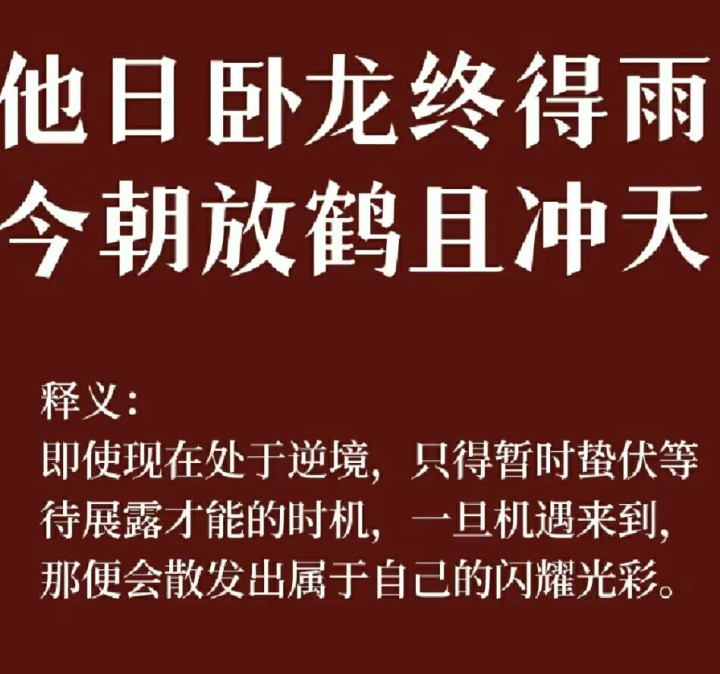 他日卧龙终得雨
今朝放鹤且冲天
释义：
即使现在处于逆境，只得暂时蛰伏等
待展露才能的时机，一旦机遇来到，
那便会散发出属于自己的闪耀光彩。